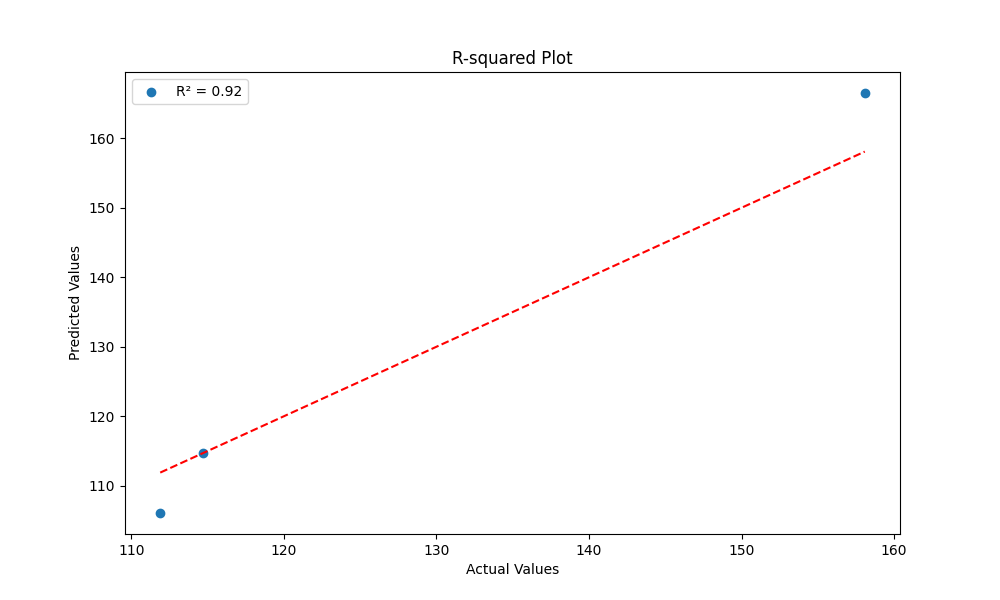 R-squared Plot
R² = 0.92
Predicted Values
160
150
140
130
120
110
110 120 130 140 150 160
Actual Values